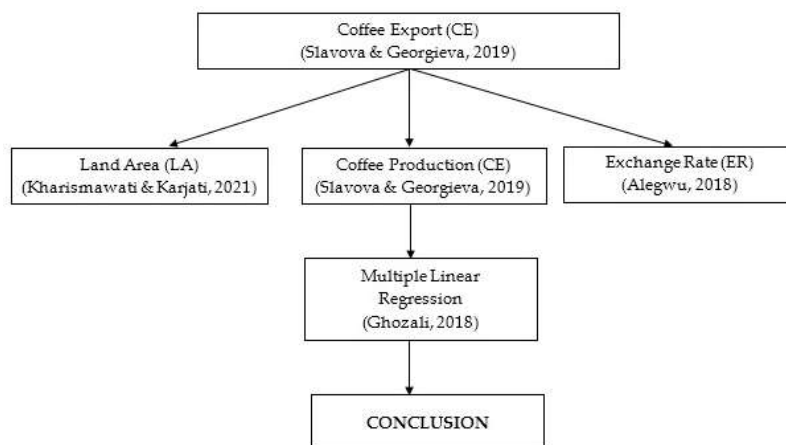 Coffee Export (CE)
(Slavova & Georgieva, 2019)
Land Area (LA)
(Kharismawati & Karjati, 2021)
Coffee Production (CE)
(Slavova & Georgieva, 2019)
Exchange Rate (ER)
(Alegwu, 2018)
Multiple Linear
Regression
(Ghozali, 2018)
CONCLUSION